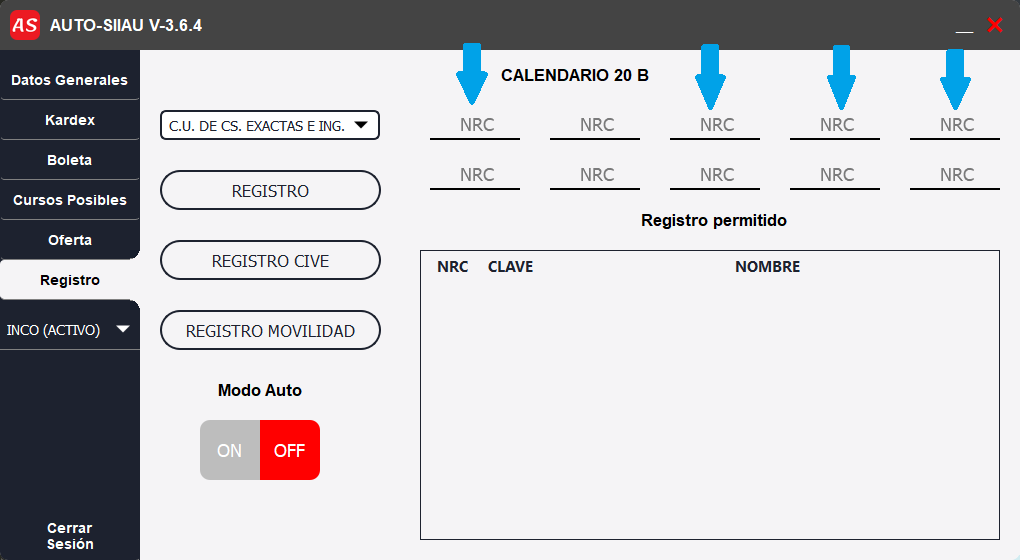 AS AUTO-SIIAU V-3.6.4
Datos Generales
Kardex
Boleta
Cursos Posibles
Oferta
Registro
INCO (ACTIVO)
Cerrar
Sesión
C.U. DE CS. EXACTAS E ING.
REGISTRO
REGISTRO CIVE
REGISTRO MOVILIDAD
Modo Auto
ON OFF
CALENDARIO 20 B
NRC NRC NRC NRC NRC
NRC NRC NRC NRC NRC
Registro permitido
NRC CLAVE NOMBRE